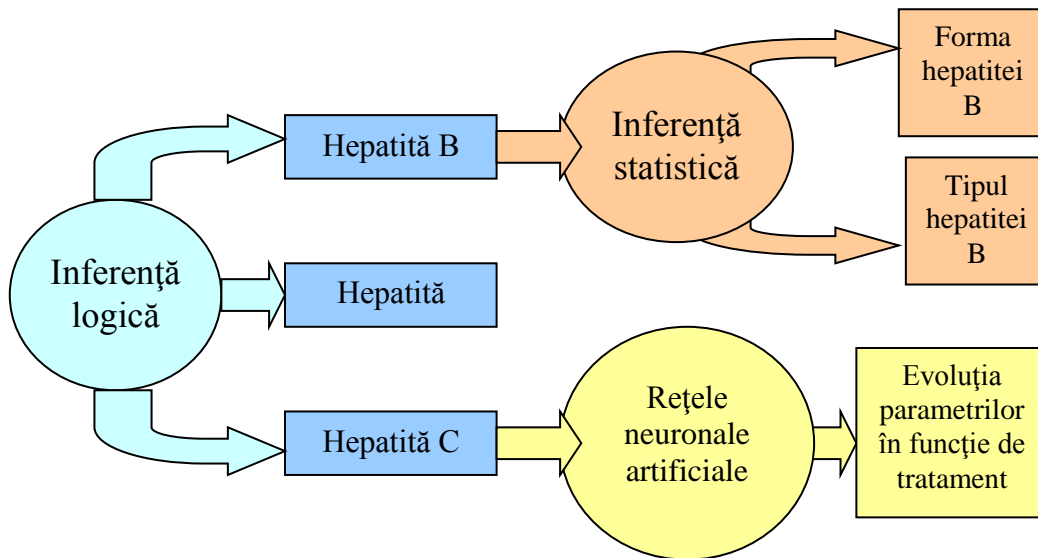 Forma
hepatitei
B
Hepatită B
Inferenţă
statistică
Tipul
hepatitei
B
Inferenţă
logică
Hepatită
Hepatită C
Reţele
neuronale
artificiale
Evoluţia
parametrilor
în funcţie de
tratament